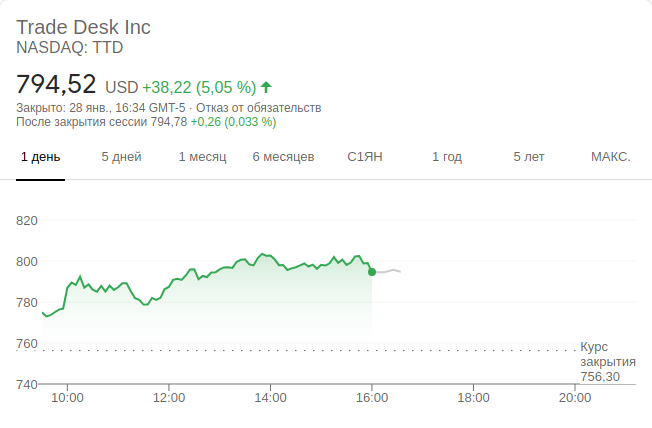 Trade Desk Inc
NASDAQ: TTD
794,52 USD +38,22 (5,05 %)
Закрыто: 28 янв., 16:34 GMT-5 · Отказ от обязательств
После закрытия сессии 794,78 +0,26 (0,033 %)
1 день 5 дней 1 месяц 6 месяцев С1ЯН 1 год 5 лет МАКС.
820
800
780
760
Курс
закрытия
756,30
740
10:00 12:00 14:00 16:00 18:00 20:00